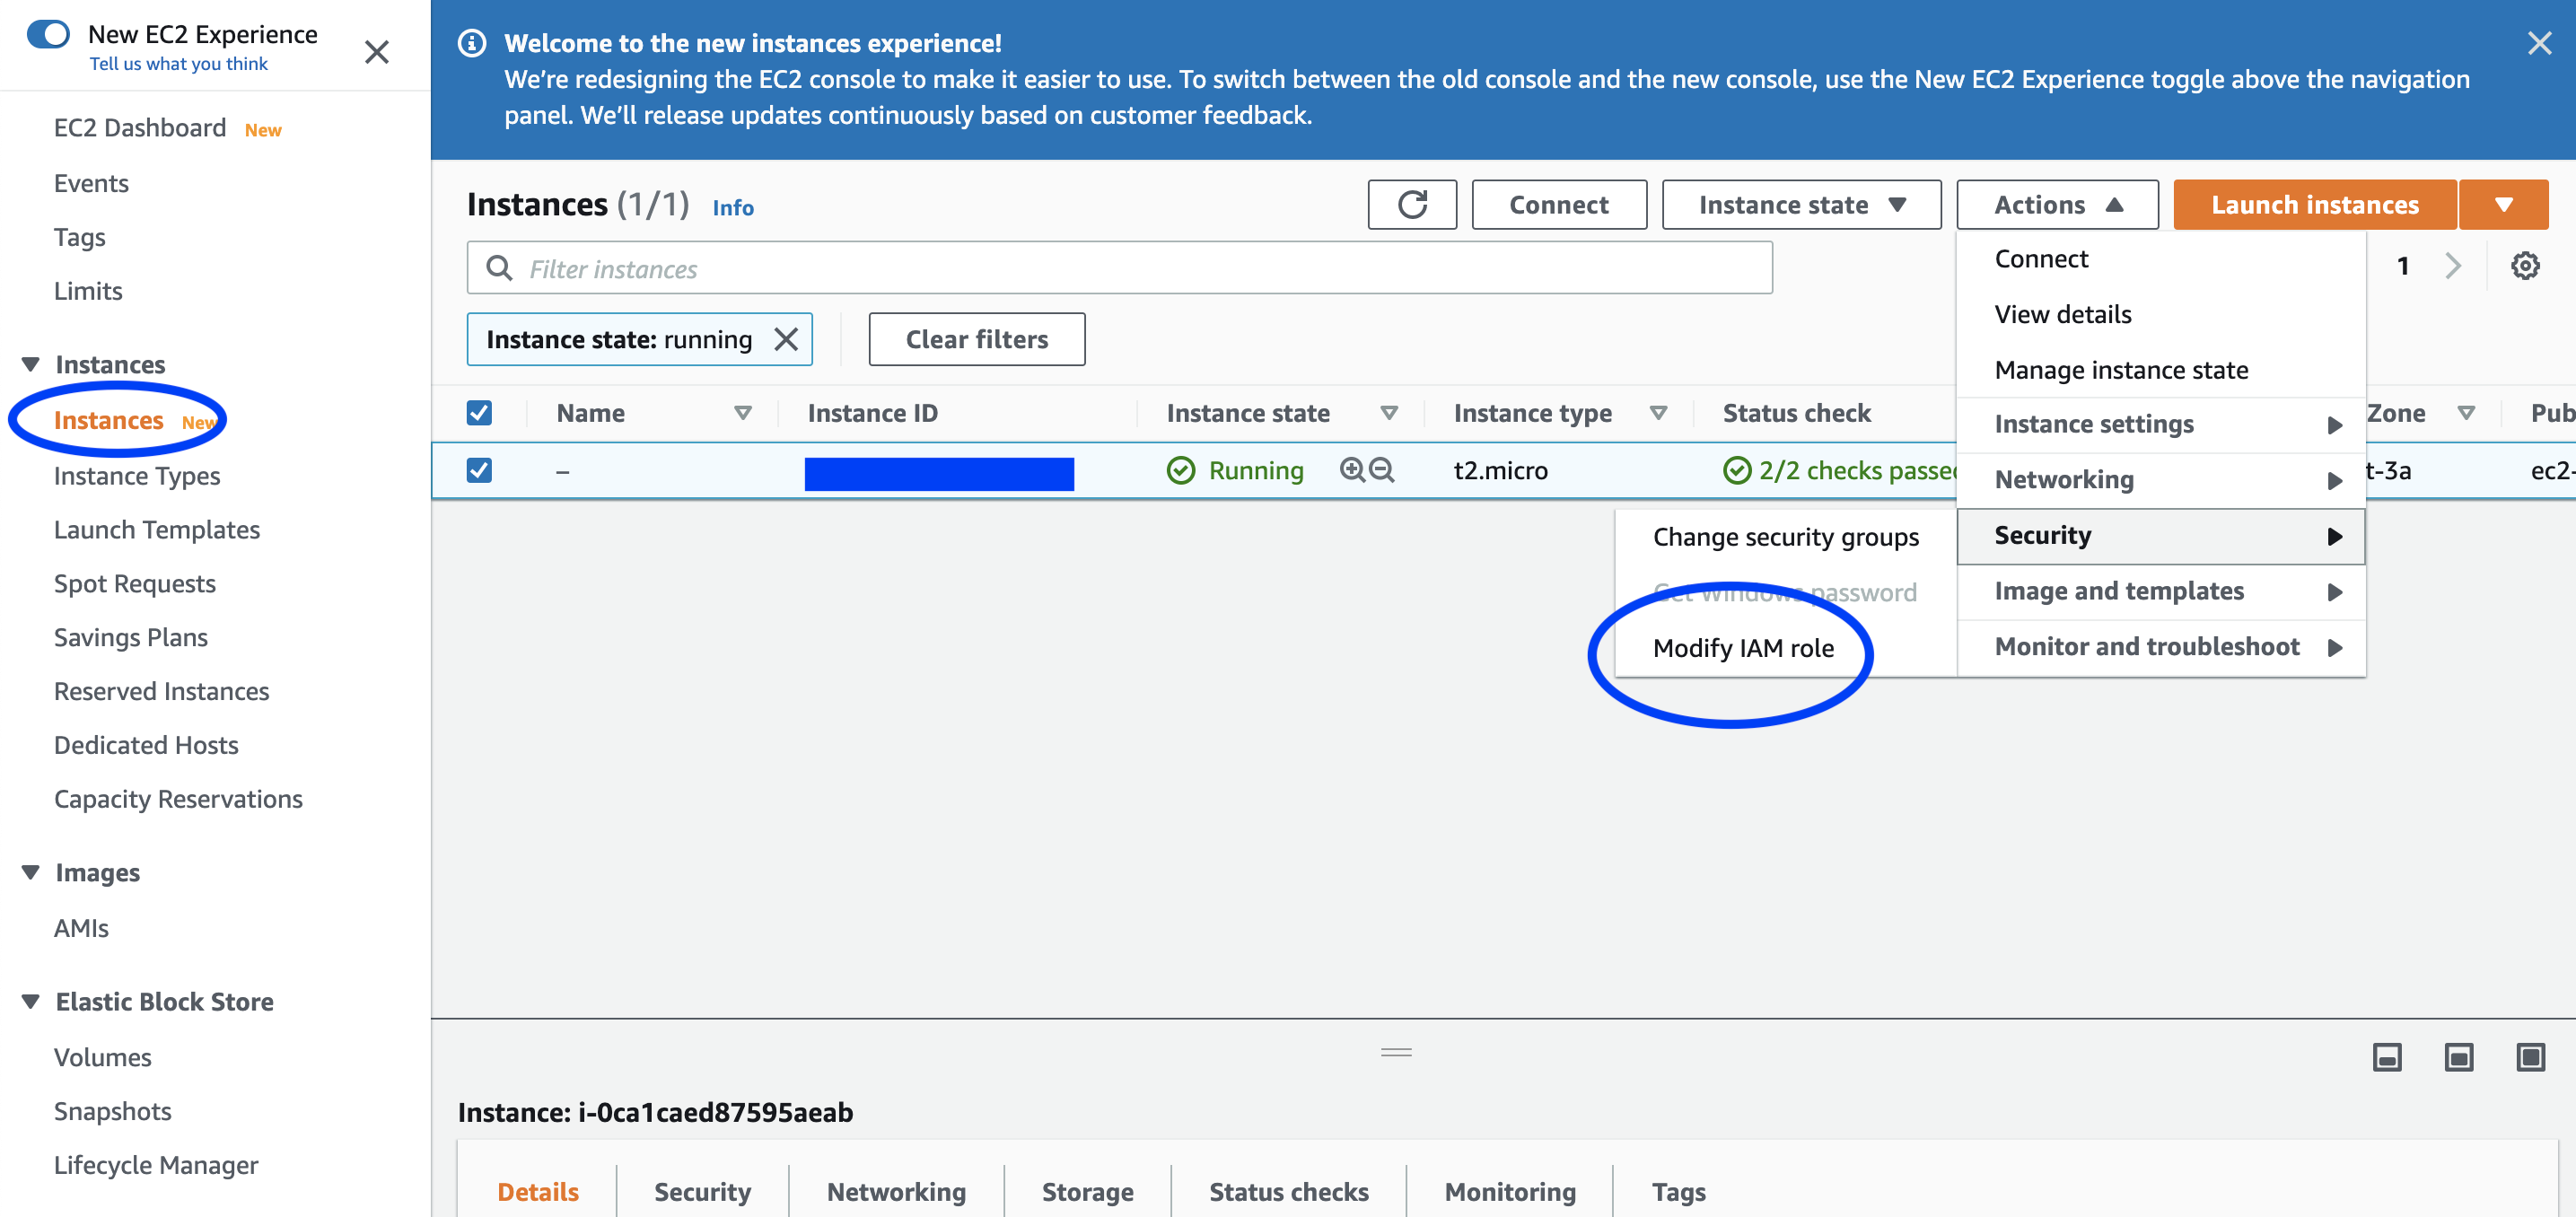 New EC2 Experience
Tell us what you think
EC2 Dashboard New
Events
Tags
Limits
Instances
Instances New
Instance Types
Launch Templates
Spot Requests
Savings Plans
Reserved Instances
Dedicated Hosts
Capacity Reservations
Images
AMIs
Elastic Block Store
Volumes
Snapshots
Lifecycle Manager
Welcome to the new instances experience!
We’re redesigning the EC2 console to make it easier to use. To switch between the old console and the new console, use the New EC2 Experience toggle above the navigation
panel. We’ll release updates continuously based on customer feedback.
Instances (1/1) Info
Connect
Instance state
Actions
Launch instances
Filter instances
1
Instance state: running
Clear filters
Name
Instance ID
Instance state
Instance type
Status check
Zone
Pub
–
Running
t2.micro
2/2 checks passed
t-3a
ec2-
Connect
View details
Manage instance state
Instance settings
Networking
Security
Image and templates
Monitor and troubleshoot
Change security groups
Get Windows password
Modify IAM role
Instance: i-0ca1caed87595aeab
Details
Security
Networking
Storage
Status checks
Monitoring
Tags